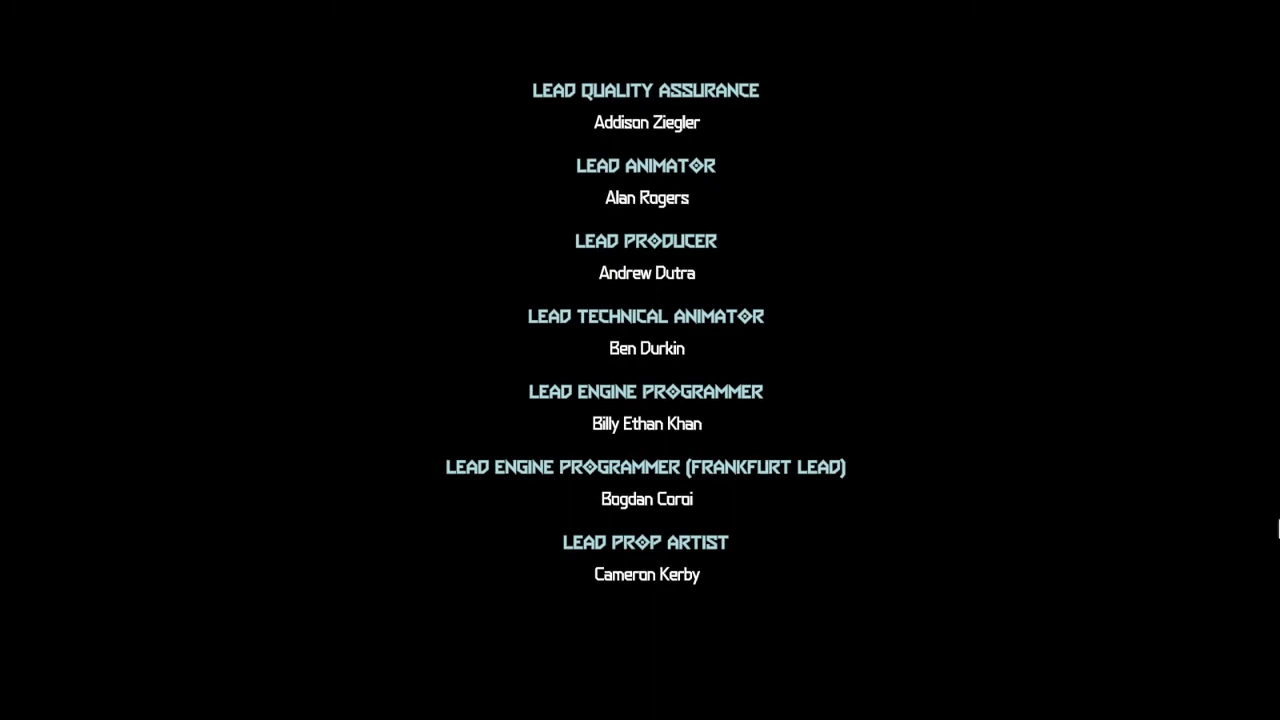 LEAD QUALITY ASSURANCE
Addison Ziegler
LEAD ANIMATOR
Alan Rogers
LEAD PRODUCER
Andrew Dutra
LEAD TECHNICAL ANIMATOR
Ben Durkin
LEAD ENGINE PROGRAMMER
Billy Ethan Khan
LEAD ENGINE PROGRAMMER (FRANKFURT LEAD)
Bogdan Coroi
LEAD PROP ARTIST
Cameron Kerby